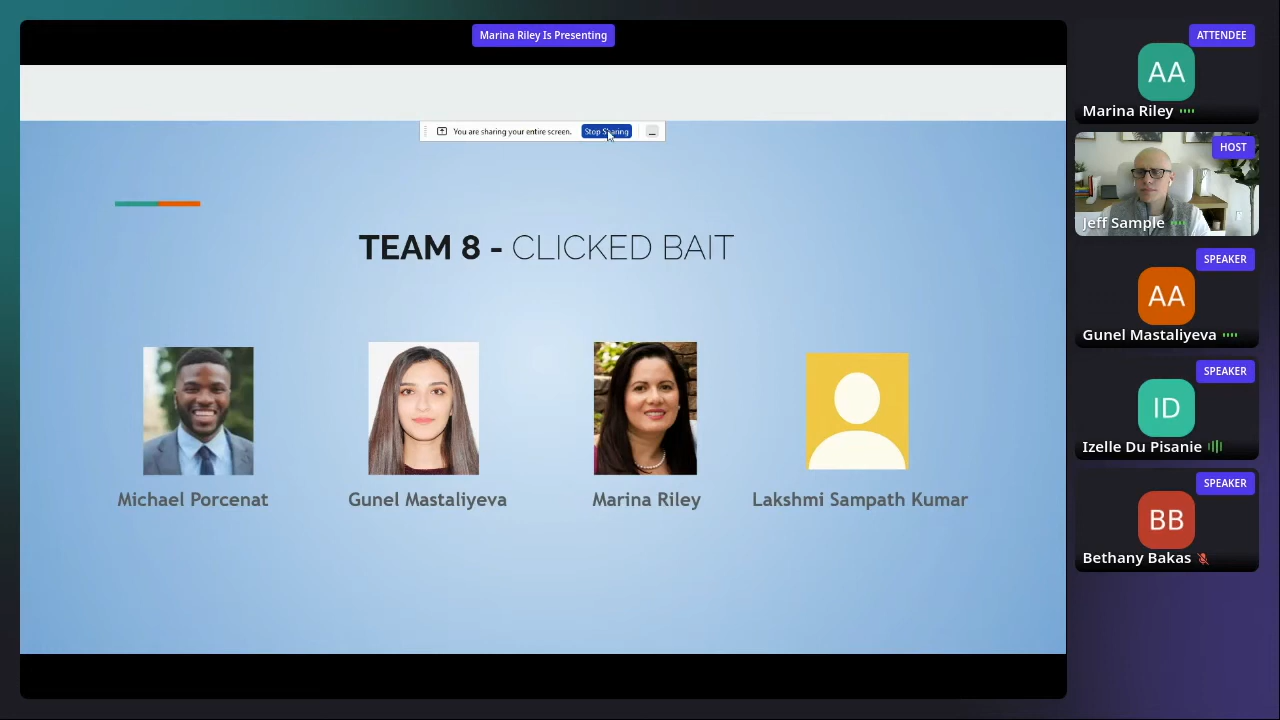 Marina Riley Is Presenting
You are sharing your entire screen. Stop Sharing
TEAM 8 - CLICKED BAIT
Michael Porcenat
Gunel Mastaliyeva
Marina Riley
Lakshmi Sampath Kumar
ATTENDEE
AA
Marina Riley
HOST
Jeff Sample
SPEAKER
AA
Gunel Mastaliyeva
SPEAKER
ID
Izelle Du Pisanie
SPEAKER
BB
Bethany Bakas